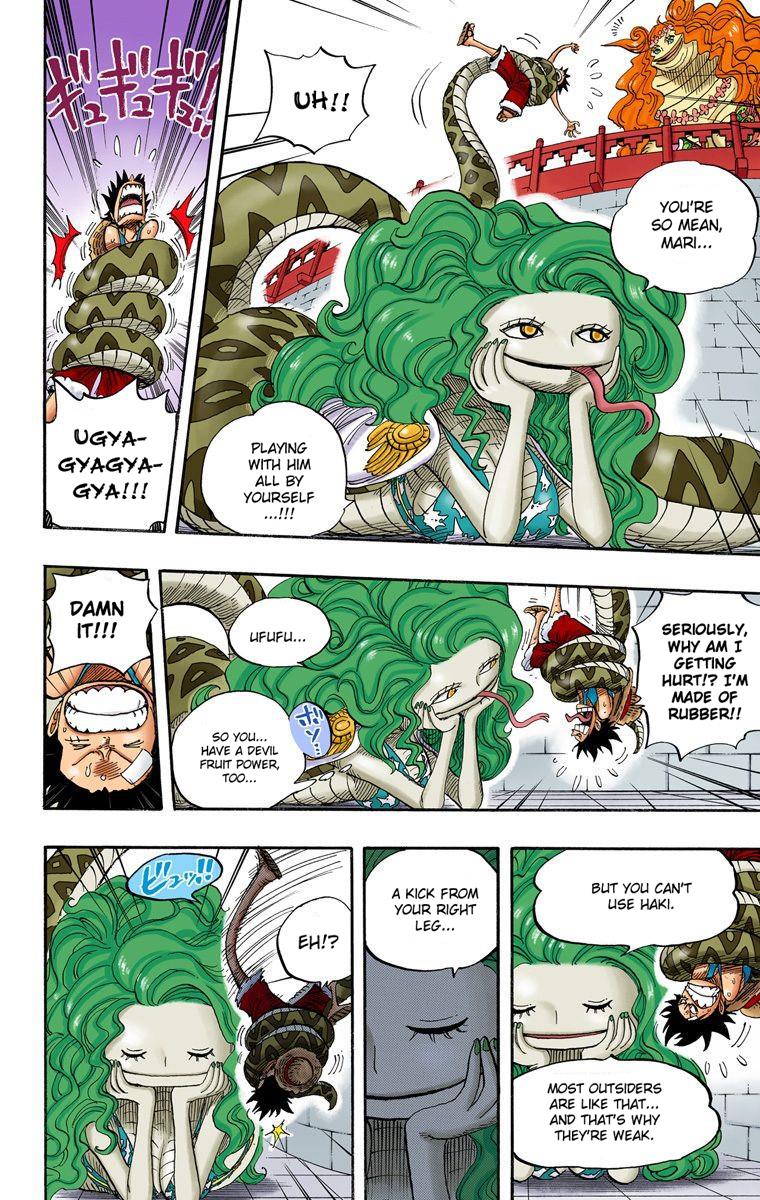 YOU'RE
SO MEAN,
MARI...
UH!!
PLAYING
WITH HIM
ALL BY
YOURSELF
...!!!
ギュギュギュ!!
UGYA-
GYAGYA-
GYA!!!
SERIOUSLY,
WHY AM I
GETTING
HURT!? I'M
MADE OF
RUBBER!!
UFUFU...
ボソ…
SO YOU...
HAVE A DEVIL
FRUIT POWER,
TOO...
DAMN
IT!!!
BUT YOU CAN'T
USE HAKI.
MOST OUTSIDERS
ARE LIKE THAT...
AND THAT'S WHY
THEY'RE WEAK.
A KICK FROM
YOUR RIGHT
LEG...
EH!?
ビュッ!!